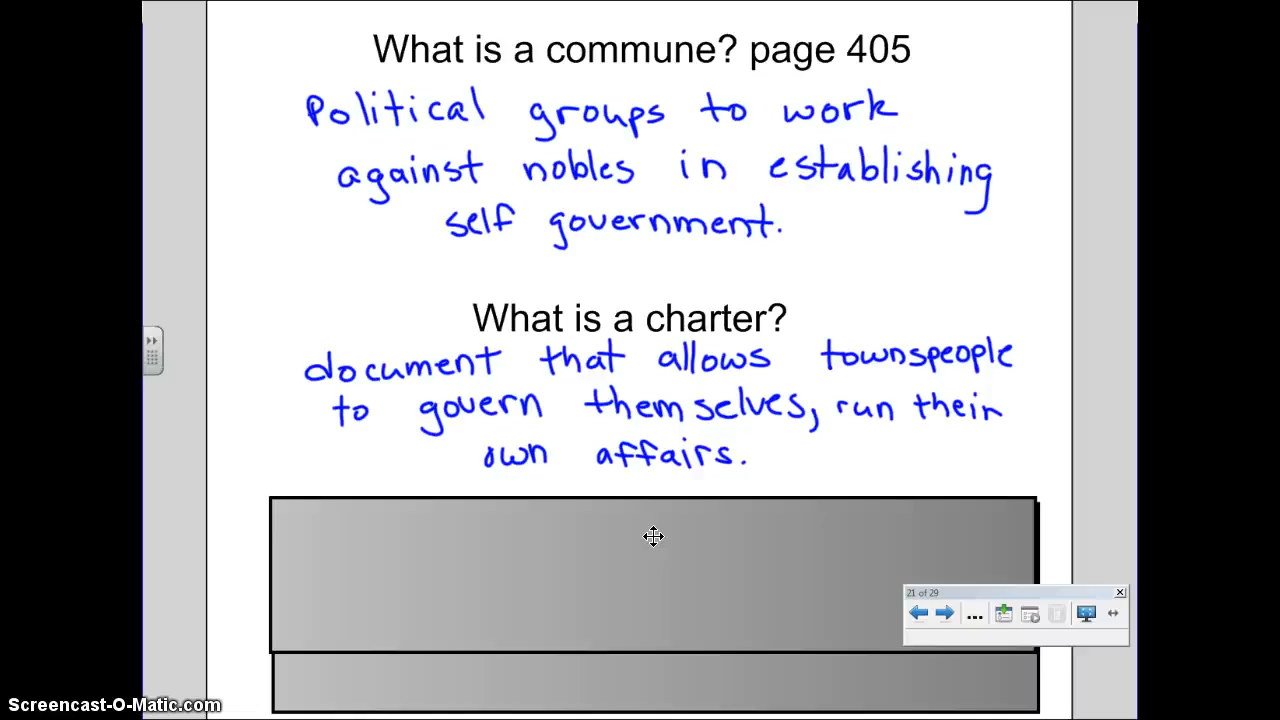 What is a commune? page 405
Political groups to work
against nobles in establishing
self government.
What is a charter?
document that allows townspeople
to govern themselves, run their
own affairs.
21 of 29
Screencast-O-Matic.com